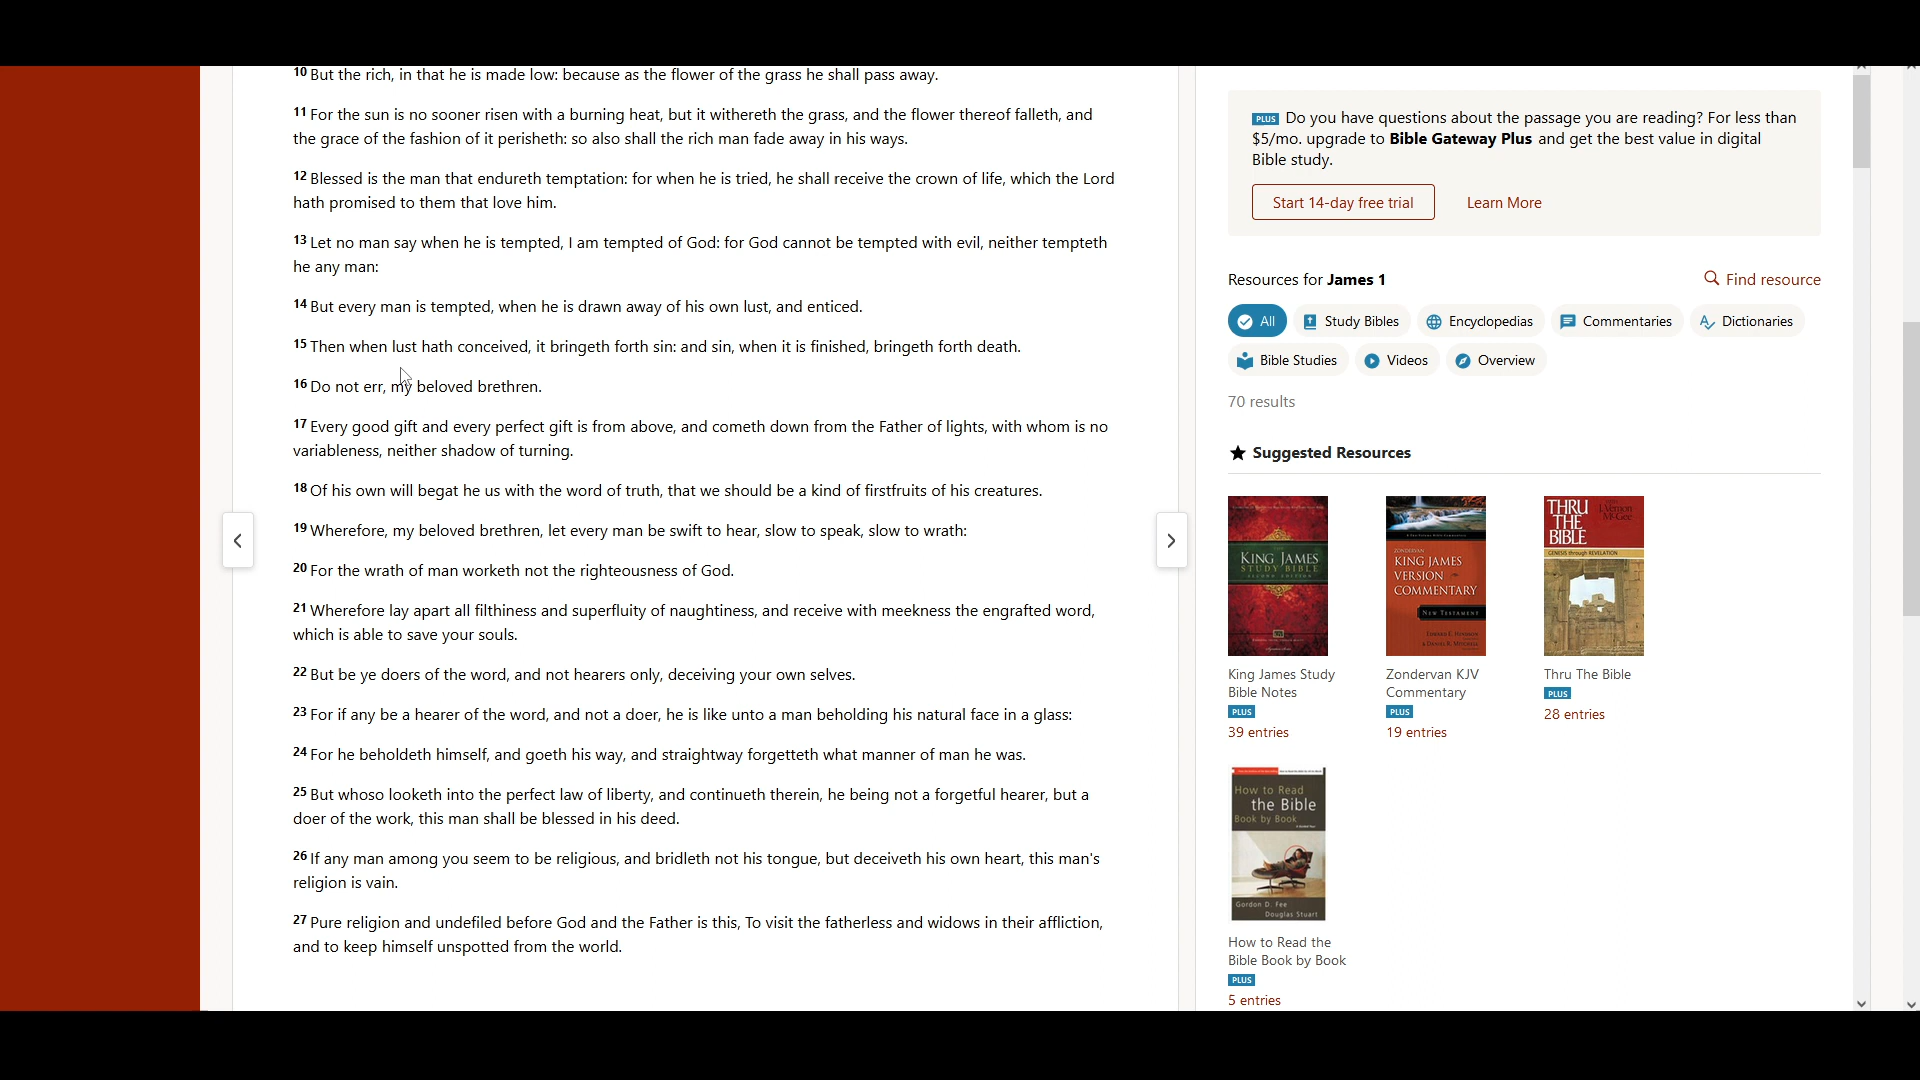 10 But the rich, in that he is made low: because as the flower of the grass he shall pass away.
11 For the sun is no sooner risen with a burning heat, but it withereth the grass, and the flower thereof falleth, and
the grace of the fashion of it perisheth: so also shall the rich man fade away in his ways.
12 Blessed is the man that endureth temptation: for when he is tried, he shall receive the crown of life, which the Lord
hath promised to them that love him.
13 Let no man say when he is tempted, I am tempted of God: for God cannot be tempted with evil, neither tempteth
he any man:
14 But every man is tempted, when he is drawn away of his own lust, and enticed.
15 Then when lust hath conceived, it bringeth forth sin: and sin, when it is finished, bringeth forth death.
16 Do not err, my beloved brethren.
17 Every good gift and every perfect gift is from above, and cometh down from the Father of lights, with whom is no
variableness, neither shadow of turning.
18 Of his own will begat he us with the word of truth, that we should be a kind of firstfruits of his creatures.
19 Wherefore, my beloved brethren, let every man be swift to hear, slow to speak, slow to wrath:
20 For the wrath of man worketh not the righteousness of God.
21 Wherefore lay apart all filthiness and superfluity of naughtiness, and receive with meekness the engrafted word,
which is able to save your souls.
22 But be ye doers of the word, and not hearers only, deceiving your own selves.
23 For if any be a hearer of the word, and not a doer, he is like unto a man beholding his natural face in a glass:
24 For he beholdeth himself, and goeth his way, and straightway forgetteth what manner of man he was.
25 But whoso looketh into the perfect law of liberty, and continueth therein, he being not a forgetful hearer, but a
doer of the work, this man shall be blessed in his deed.
26 If any man among you seem to be religious, and bridleth not his tongue, but deceiveth his own heart, this man's
religion is vain.
27 Pure religion and undefiled before God and the Father is this, To visit the fatherless and widows in their affliction,
and to keep himself unspotted from the world.
PLUS Do you have questions about the passage you are reading? For less than
$5/mo. upgrade to Bible Gateway Plus and get the best value in digital
Bible study.
Start 14-day free trial Learn More
Resources for James 1 Find resource
All Study Bibles Encyclopedias Commentaries Dictionaries
Bible Studies Videos Overview
70 results
Suggested Resources
KING JAMES
STUDY BIBLE
SECOND EDITION
King James Study
Bible Notes
PLUS
39 entries
ZONDERVAN
KING JAMES
VERSION
COMMENTARY
NEW TESTAMENT
Zondervan KJV
Commentary
PLUS
19 entries
THRU
THE
BIBLE
J. Vernon
McGee
GENESIS through REVELATION
Thru The Bible
PLUS
28 entries
How to Read
the Bible
Book by Book
Gordon D. Fee
Douglas Stuart
How to Read the
Bible Book by Book
PLUS
5 entries